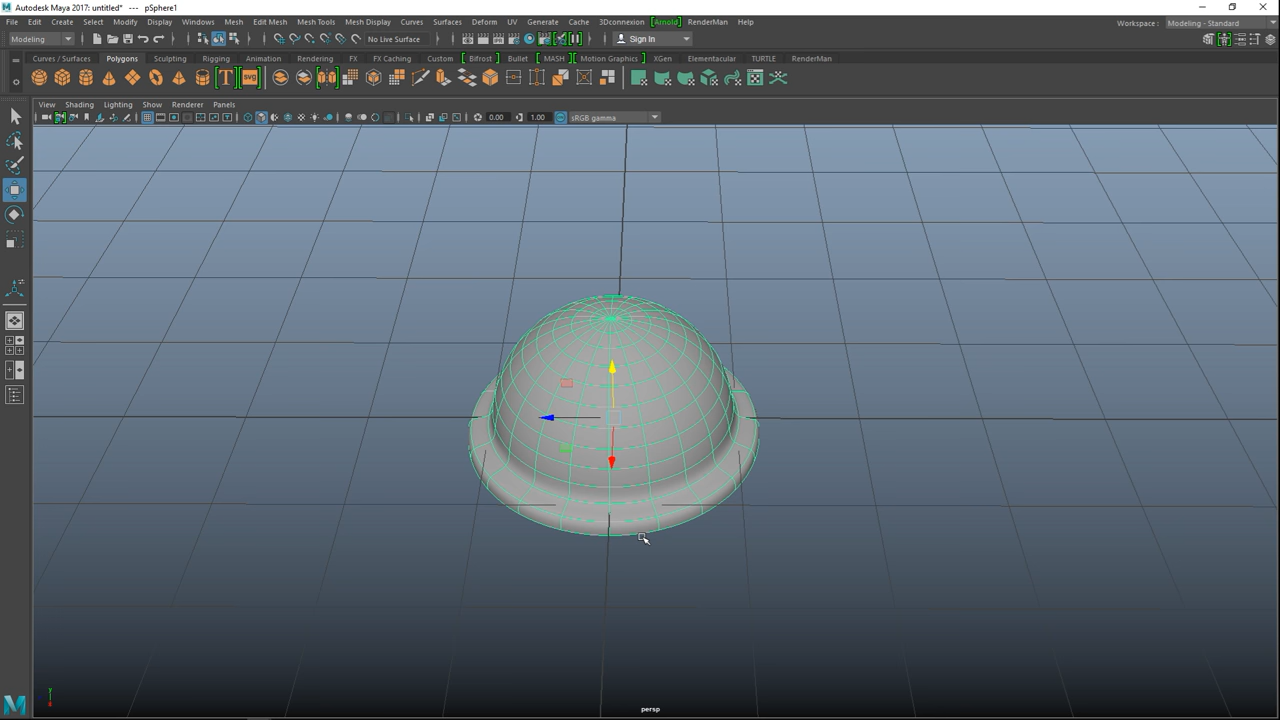 Autodesk Maya 2017: untitled* --- pSphere1
File Edit Create Select Modify Display Windows Mesh Edit Mesh Mesh Tools Mesh Display Curves Surfaces Deform UV Generate Cache 3Dconnexion [Arnold] RenderMan Help
Workspace : Modeling - Standard
Modeling No Live Surface Sign In
Curves / Surfaces Polygons Sculpting Rigging Animation Rendering FX FX Caching Custom Bifrost Bullet MASH Motion Graphics XGen Elementacular TURTLE RenderMan
T svg
View Shading Lighting Show Renderer Panels
0.00 1.00 sRGB gamma
Y
persp